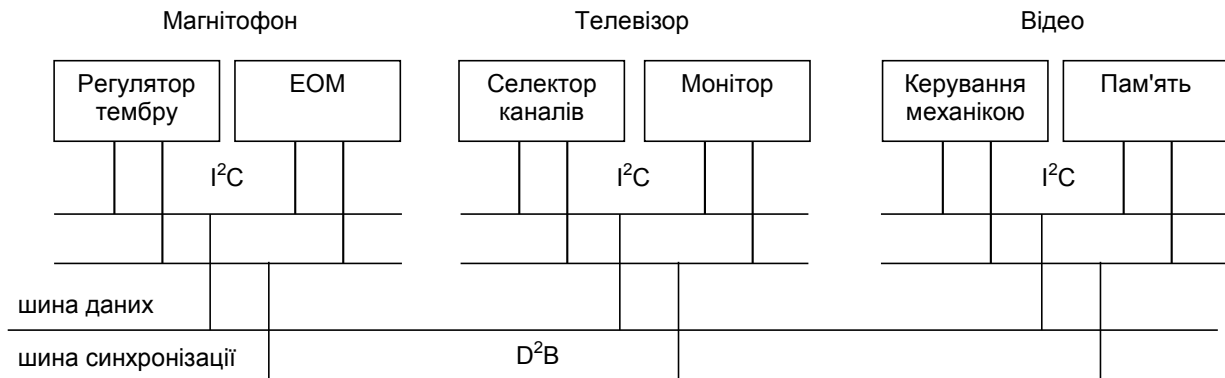 Магнітофон
Телевізор
Відео
Регулятор
тембру
ЕОМ
Селектор
каналів
Монітор
Керування
механікою
Пам'ять
I²C
I²C
I²C
шина даних
шина синхронізації
D²B